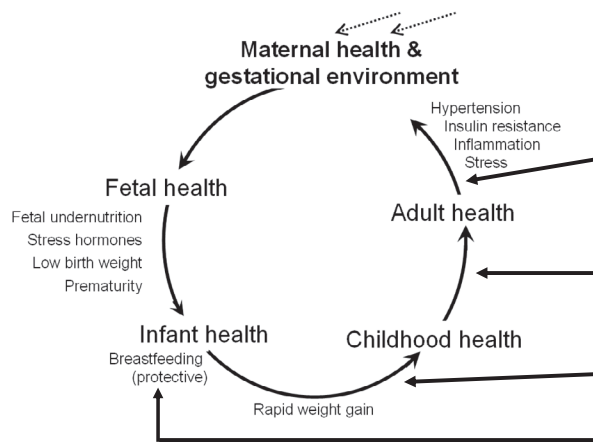 Maternal health &
gestational environment
Hypertension
Insulin resistance
Inflammation
Stress
Fetal health
Adult health
Fetal undernutrition
Stress hormones
Low birth weight
Prematurity
Infant health
Childhood health
Breastfeeding
(protective)
Rapid weight gain